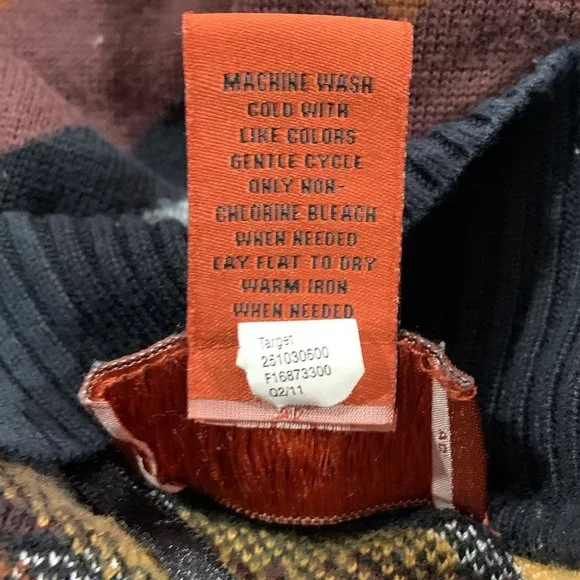 MACHINE WASH
COLD WITH
LIKE COLORS
GENTLE CYCLE
ONLY NON-
CHLORINE BLEACH
WHEN NEEDED
LAY FLAT TO DRY
WARM IRON
WHEN NEEDED
Target
251030600
F16873300
02/11